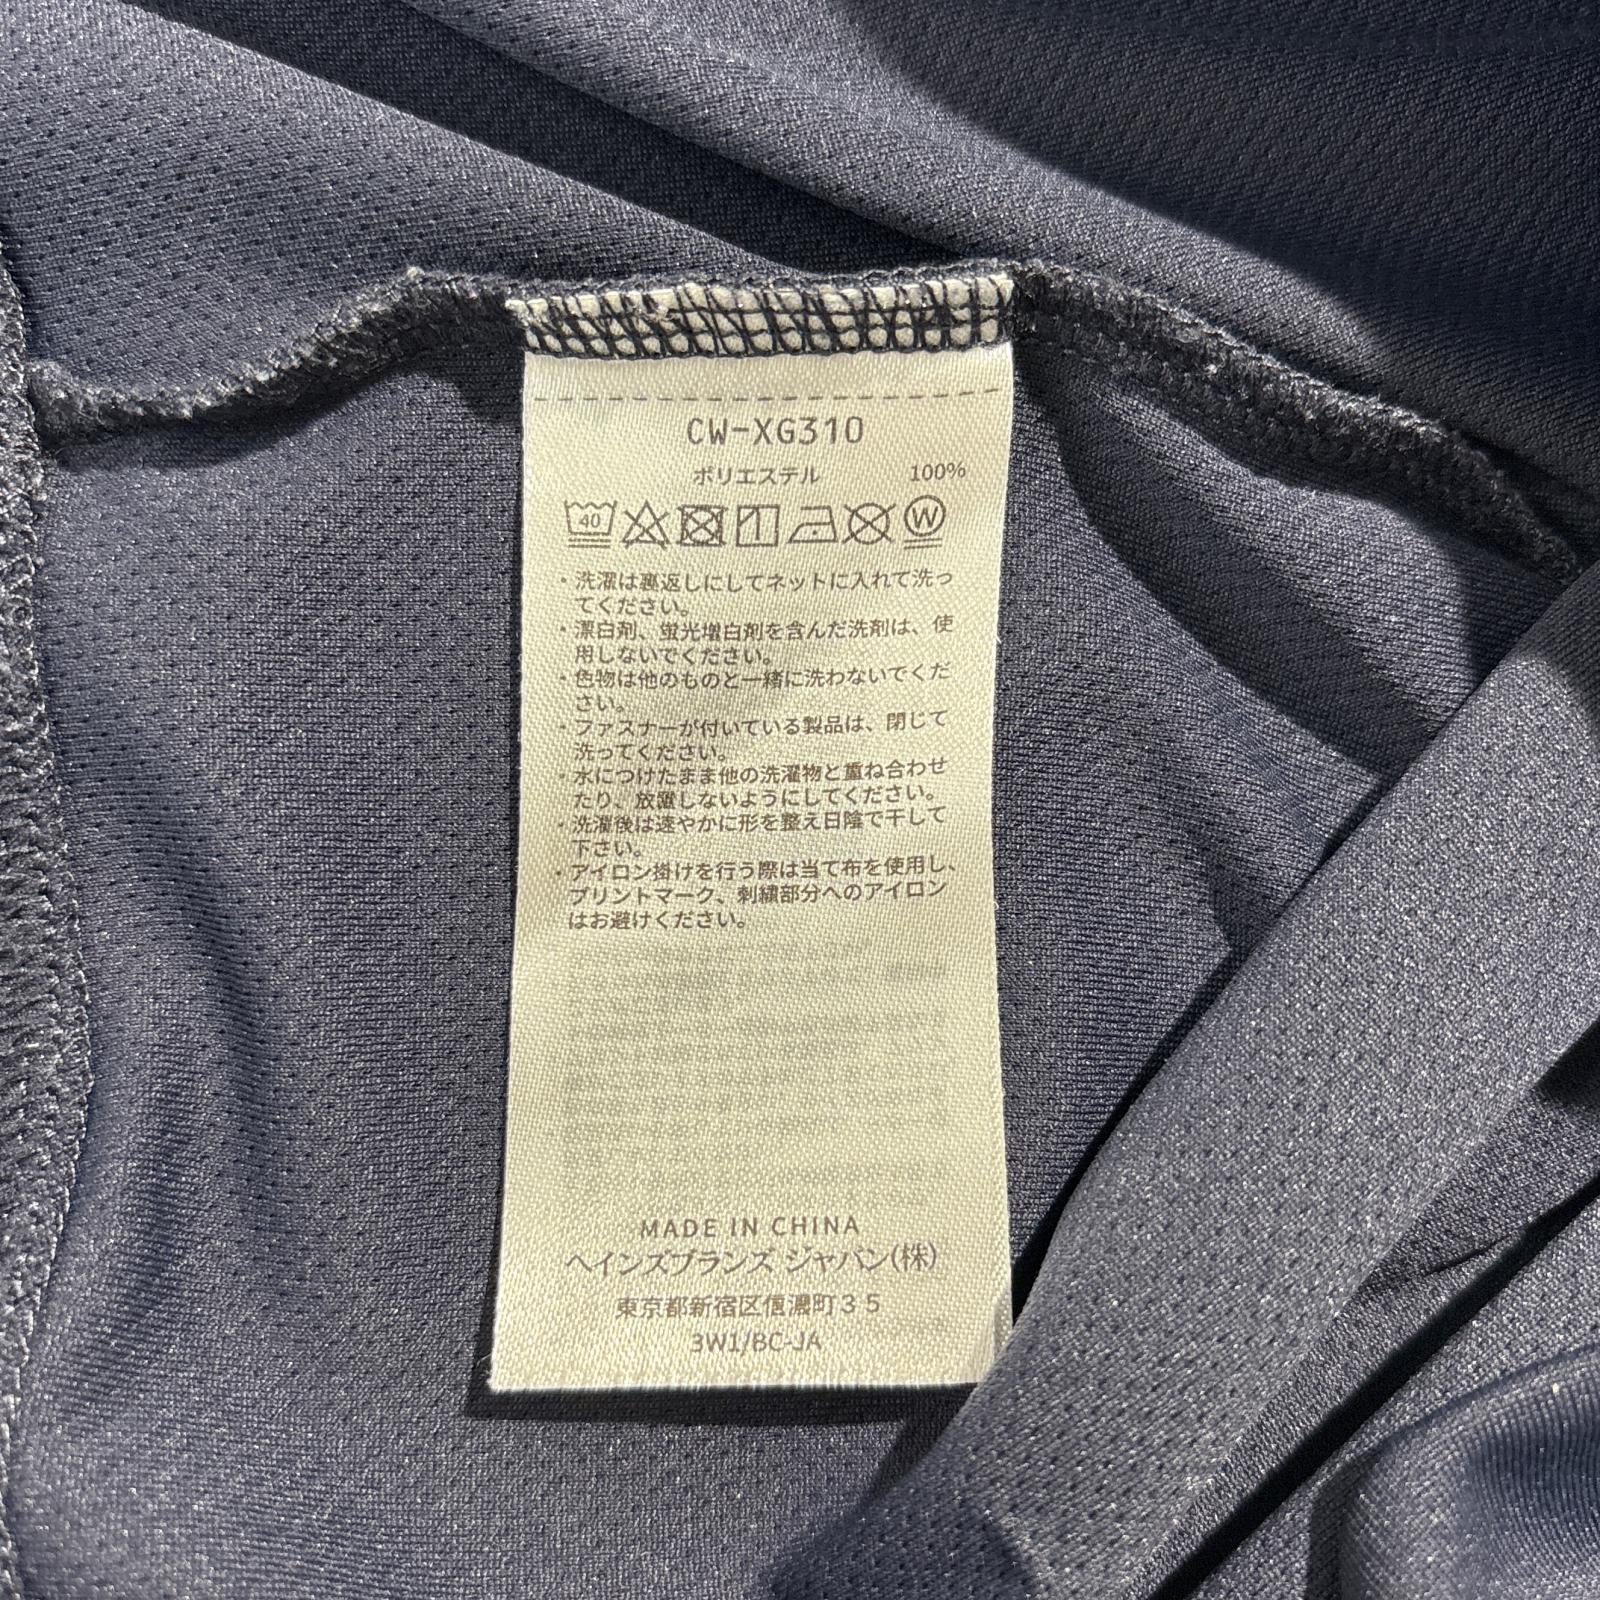 CW-XG310
ポリエステル 100%
40 W
・洗濯は裏返しにしてネットに入れて洗っ
てください。
・漂白剤、蛍光増白剤を含んだ洗剤は、使
用しないでください。
・色物は他のものと一緒に洗わないでくだ
さい。
・ファスナーが付いている製品は、閉じて
洗ってください。
・水につけたまま他の洗濯物と重ね合わせ
たり、放置しないようにしてください。
・洗濯後は速やかに形を整え日陰で干して
下さい。
・アイロン掛けを行う際は当て布を使用し、
プリントマーク、刺繍部分へのアイロン
はお避けください。
MADE IN CHINA
ヘインズブランズ ジャパン(株)
東京都新宿区信濃町３５
3W1/BC-JA